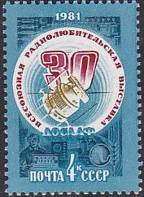 1981
ВСЕСОЮЗНАЯ РАДИОЛЮБИТЕЛЬСКАЯ ВЫСТАВКА
30
ДОСААФ
ПОЧТА 4К СССР